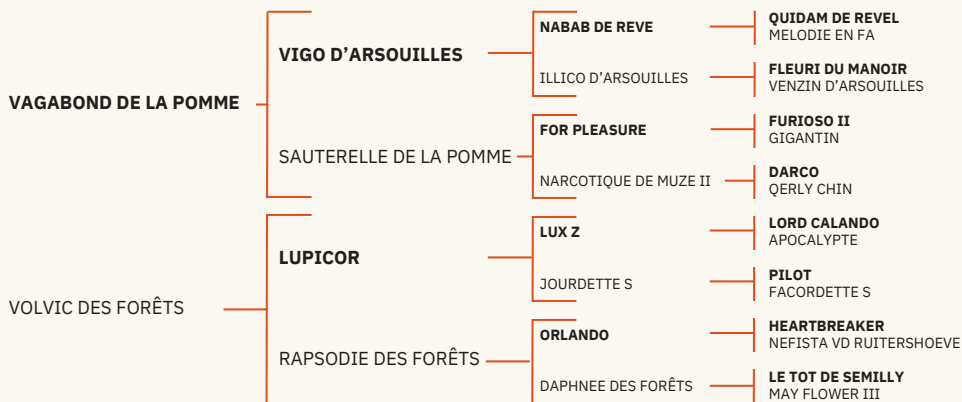 VAGABOND DE LA POMME
VIGO D’ARSOUILLES
NABAB DE REVE
QUIDAM DE REVEL
MELODIE EN FA
ILLICO D’ARSOUILLES
FLEURI DU MANOIR
VENZIN D’ARSOUILLES
SAUTERELLE DE LA POMME
FOR PLEASURE
FURIOSO II
GIGANTIN
NARCOTIQUE DE MUZE II
DARCO
QERLY CHIN
VOLVIC DES FORÊTS
LUPICOR
LUX Z
LORD CALANDO
APOCALYPTE
JOURDETTE S
PILOT
FACORDETTE S
RAPSODIE DES FORÊTS
ORLANDO
HEARTBREAKER
NEFISTA VD RUITERSHOEVE
DAPHNEE DES FORÊTS
LE TOT DE SEMILLY
MAY FLOWER III